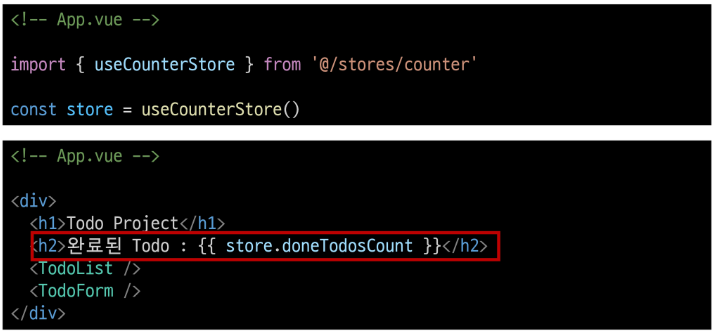 <!-- App.vue -->
import { useCounterStore } from '@/stores/counter'
const store = useCounterStore()
<!-- App.vue -->
<div>
<h1>Todo Project</h1>
<h2>완료된 Todo : {{ store.doneTodosCount }}</h2>
<TodoList />
<TodoForm />
</div>